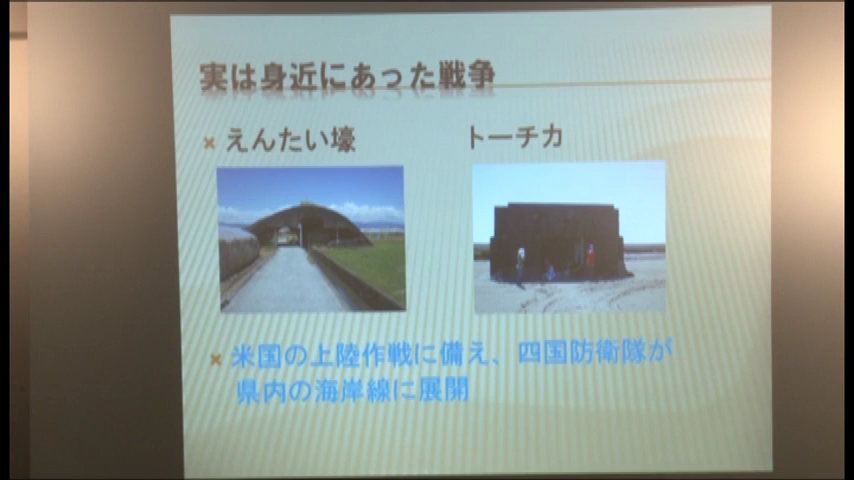 実は身近にあった戦争
えんたい壕
トーチカ
米国の上陸作戦に備え、四国防衛隊が
県内の海岸線に展開